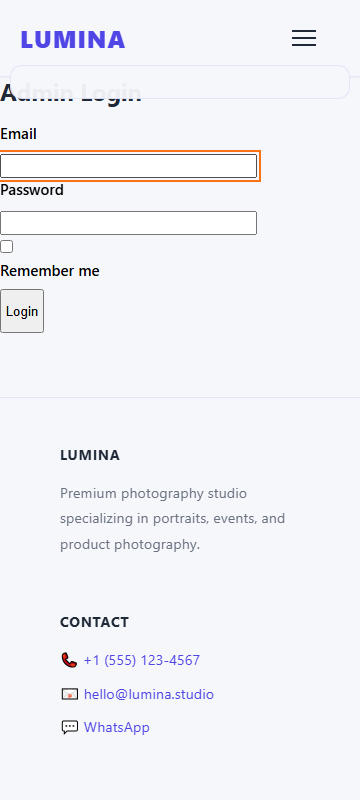 LUMINA
Admin Login
Email
Password
Remember me
Login
LUMINA
Premium photography studio
specializing in portraits, events, and
product photography.
CONTACT
+1 (555) 123-4567
hello@lumina.studio
WhatsApp